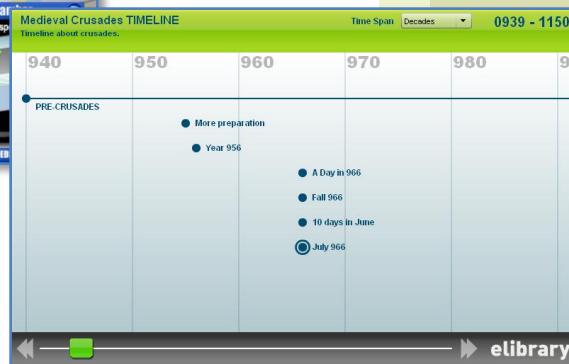 Medieval Crusades TIMELINE
Time Span Decades 0939 - 1150
Timeline about crusades.
940 950 960 970 980 9
PRE-CRUSADES
More preparation
Year 956
A Day in 966
Fall 966
10 days in June
July 966
elibrary